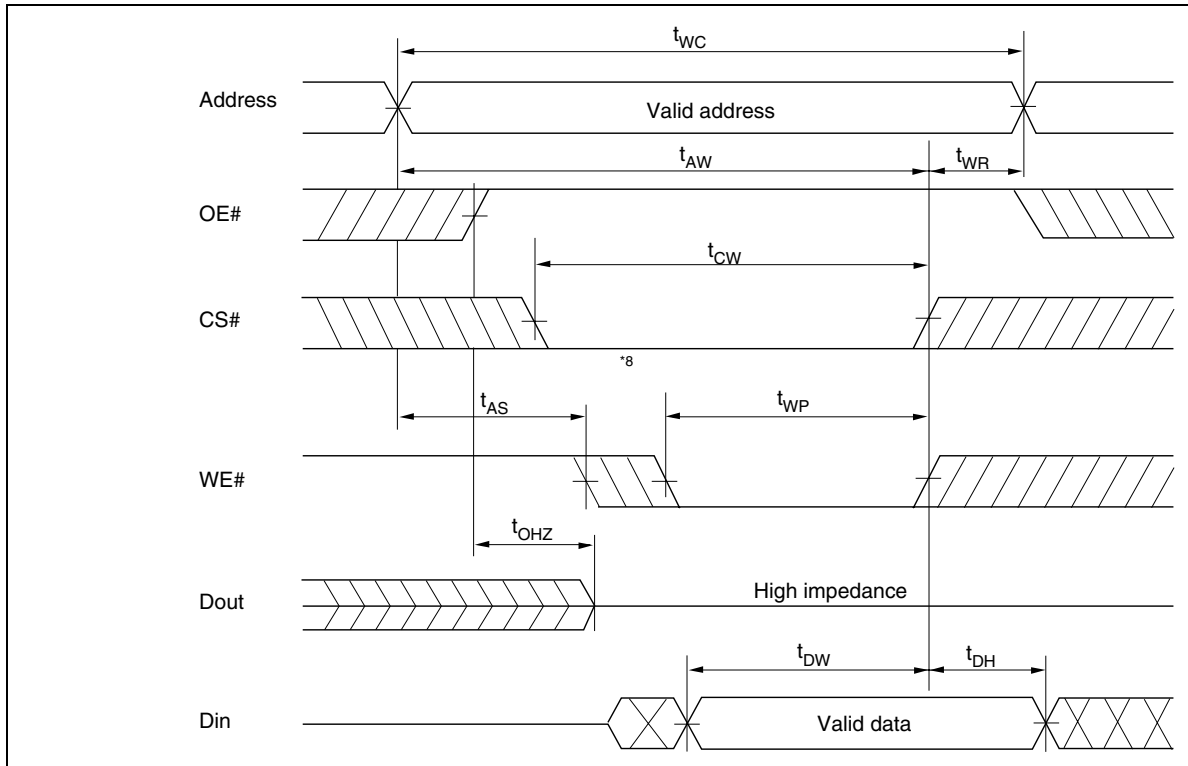 tWC
Address
Valid address
tAW
tWR
OE#
tCW
CS#
*8
tAS
tWP
WE#
tOHZ
Dout
High impedance
tDW
tDH
Din
Valid data